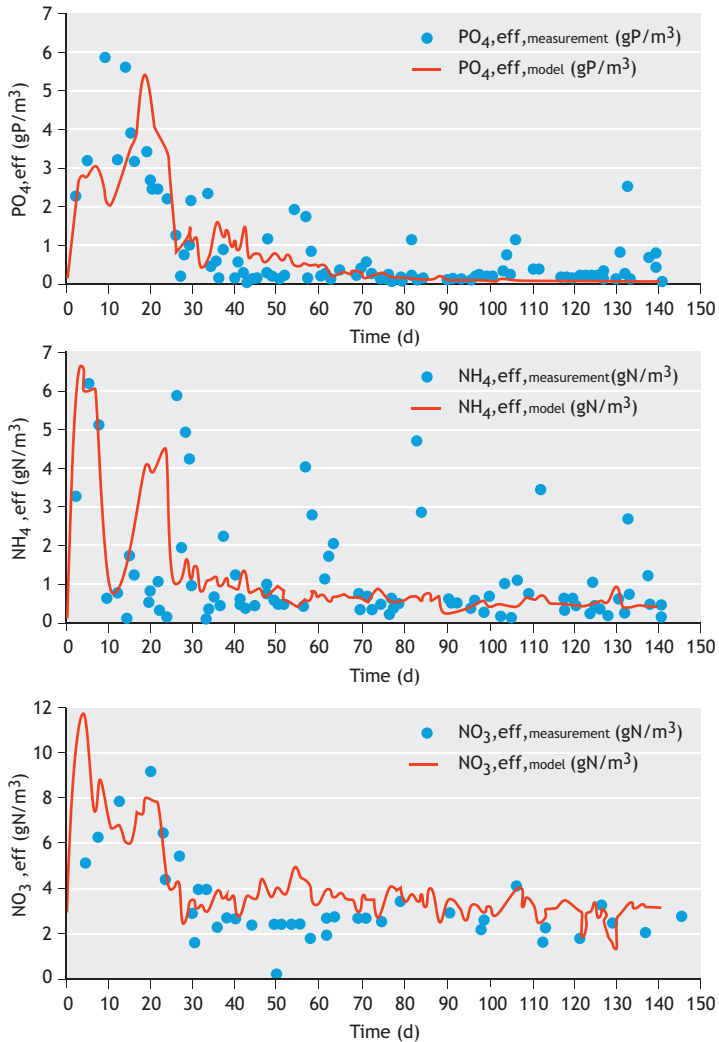 7
6
5
4
3
2
1
0
PO4,eff (gP/m3)
PO4,eff,measurement (gP/m3)
PO4,eff,model (gP/m3)
0 10 20 30 40 50 60 70 80 90 100 110 120 130 140 150
Time (d)
7
6
5
4
3
2
1
0
NH4,eff (gN/m3)
NH4,eff,measurement(gN/m3)
NH4,eff,model (gN/m3)
0 10 20 30 40 50 60 70 80 90 100 110 120 130 140 150
Time (d)
12
10
8
6
4
2
0
NO3,eff (gN/m3)
NO3,eff,measurement (gN/m3)
NO3,eff,model (gN/m3)
0 10 20 30 40 50 60 70 80 90 100 110 120 130 140 150
Time (d)